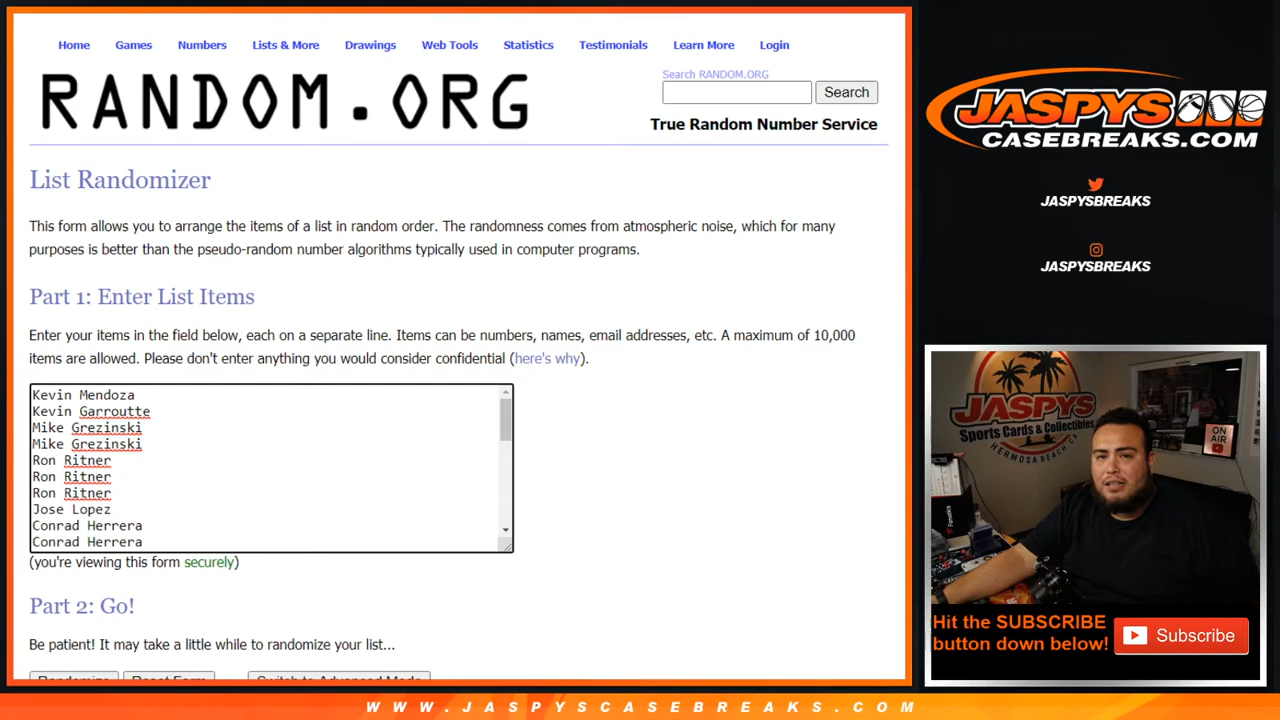 Home Games Numbers Lists & More Drawings Web Tools Statistics Testimonials Learn More Login
RANDOM.ORG
Search RANDOM.ORG
Search
True Random Number Service
List Randomizer
This form allows you to arrange the items of a list in random order. The randomness comes from atmospheric noise, which for many
purposes is better than the pseudo-random number algorithms typically used in computer programs.
Part 1: Enter List Items
Enter your items in the field below, each on a separate line. Items can be numbers, names, email addresses, etc. A maximum of 10,000
items are allowed. Please don't enter anything you would consider confidential (here's why).
Kevin Mendoza
Kevin Garroutte
Mike Grezinski
Mike Grezinski
Ron Ritner
Ron Ritner
Ron Ritner
Jose Lopez
Conrad Herrera
Conrad Herrera
(you're viewing this form securely)
Part 2: Go!
Be patient! It may take a little while to randomize your list...
Randomize Reset Form Switch to Advanced Mode
JASPYS
CASEBREAKS.COM
JASPYSBREAKS
JASPYSBREAKS
JASPYS
Sports Cards & Collectibles
HERMOSA BEACH, CA
ON
AIR
Fanatics
Hit the SUBSCRIBE
button down below!
Subscribe
WWW.JASPYSCASEBREAKS.COM